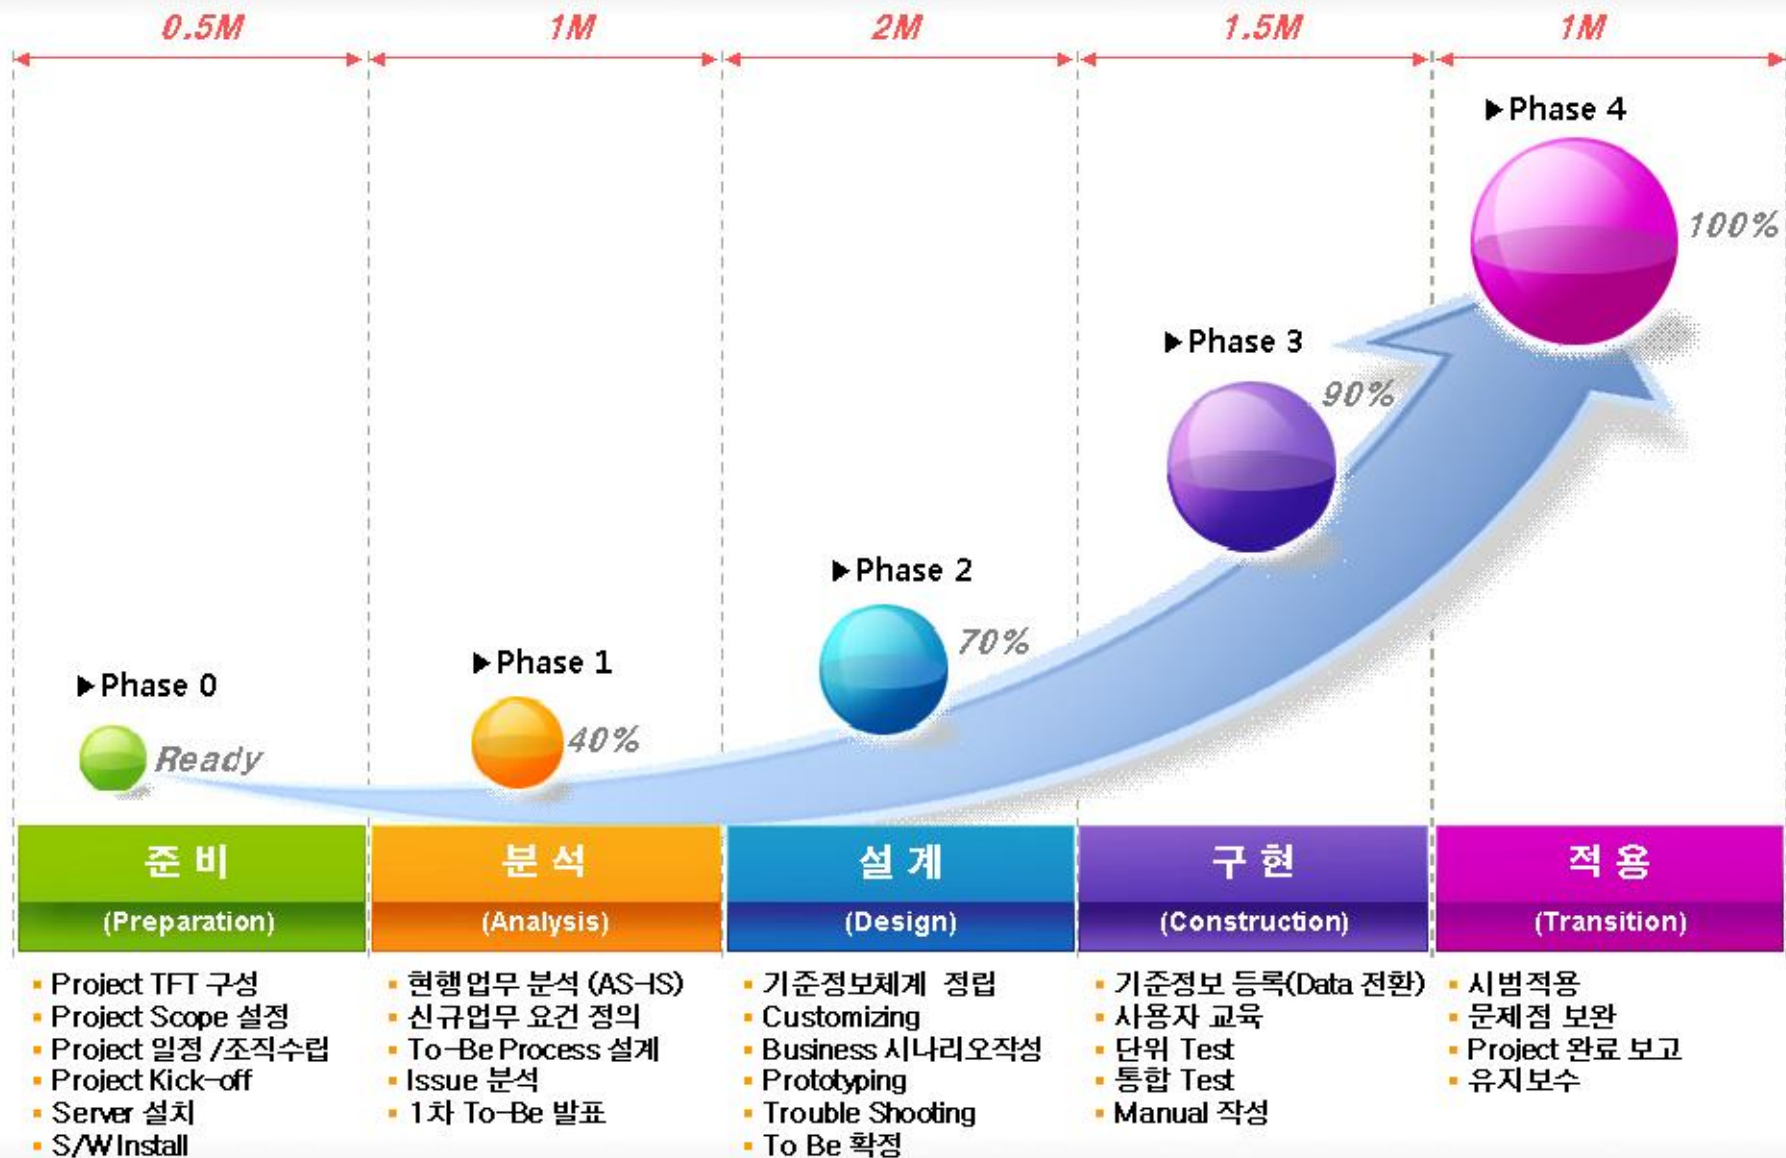 0.5M
1M
2M
1.5M
1M
▶Phase 4
100%
▶Phase 3
90%
▶Phase 2
70%
▶Phase 1
40%
▶Phase 0
Ready
준 비
(Preparation)
분 석
(Analysis)
설 계
(Design)
구 현
(Construction)
적 용
(Transition)
▪ Project TFT 구성
▪ Project Scope 설정
▪ Project 일정 /조직수립
▪ Project Kick-off
▪ Server 설치
▪ S/W Install
▪ 현행업무 분석 (AS-IS)
▪ 신규업무 요건 정의
▪ To-Be Process 설계
▪ Issue 분석
▪ 1차 To-Be 발표
▪ 기준정보체계 정립
▪ Customizing
▪ Business 시나리오작성
▪ Prototyping
▪ Trouble Shooting
▪ To Be 확정
▪ 기준정보 등록(Data 전환)
▪ 사용자 교육
▪ 단위 Test
▪ 통합 Test
▪ Manual 작성
▪ 시범적용
▪ 문제점 보완
▪ Project 완료 보고
▪ 유지보수